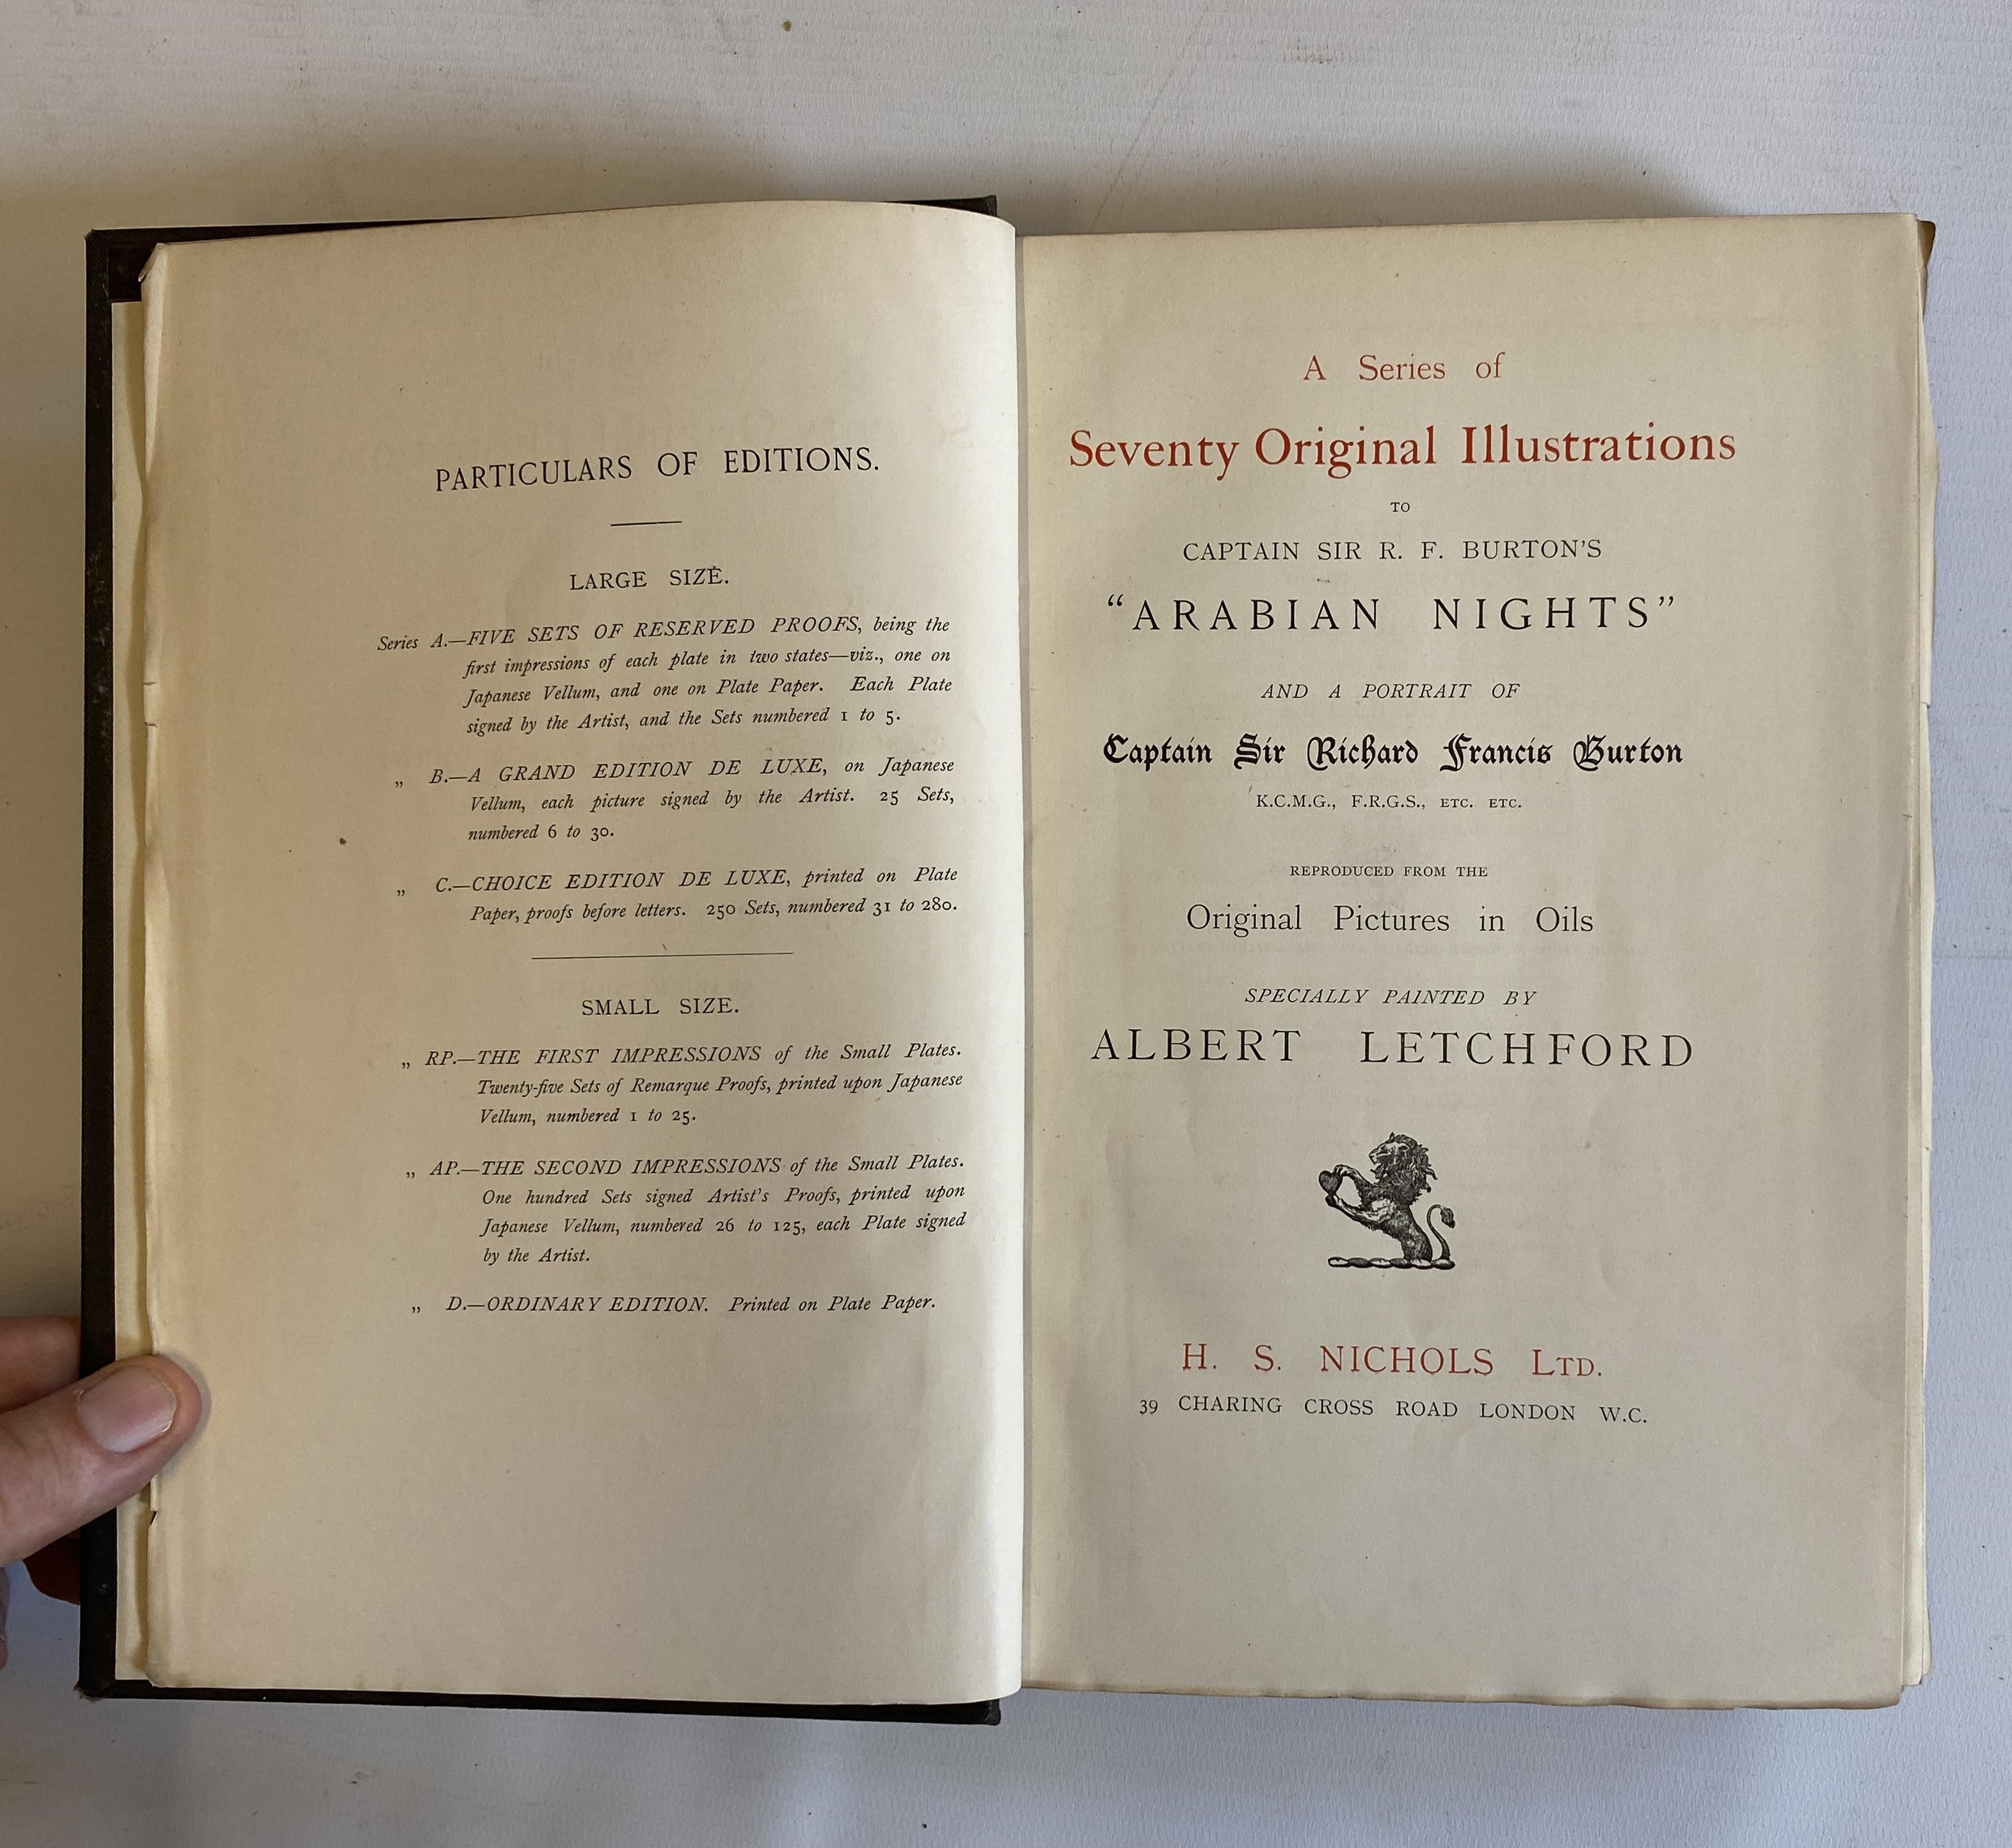 PARTICULARS OF EDITIONS.
LARGE SIZE.
Series A.—FIVE SETS OF RESERVED PROOFS, being the
first impressions of each plate in two states—viz., one on
Japanese Vellum, and one on Plate Paper. Each Plate
signed by the Artist, and the Sets numbered 1 to 5.
„ B.—A GRAND EDITION DE LUXE, on Japanese
Vellum, each picture signed by the Artist. 25 Sets,
numbered 6 to 30.
„ C.—CHOICE EDITION DE LUXE, printed on Plate
Paper, proofs before letters. 250 Sets, numbered 31 to 280.
SMALL SIZE.
„ RP.—THE FIRST IMPRESSIONS of the Small Plates.
Twenty-five Sets of Remarque Proofs, printed upon Japanese
Vellum, numbered 1 to 25.
„ AP.—THE SECOND IMPRESSIONS of the Small Plates.
One hundred Sets signed Artist's Proofs, printed upon
Japanese Vellum, numbered 26 to 125, each Plate signed
by the Artist.
„ D.—ORDINARY EDITION. Printed on Plate Paper.
A Series of
Seventy Original Illustrations
TO
CAPTAIN SIR R. F. BURTON'S
“ARABIAN NIGHTS”
AND A PORTRAIT OF
Captain Sir Richard Francis Burton
K.C.M.G., F.R.G.S., ETC. ETC.
REPRODUCED FROM THE
Original Pictures in Oils
SPECIALLY PAINTED BY
ALBERT LETCHFORD
H. S. NICHOLS LTD.
39 CHARING CROSS ROAD LONDON W.C.